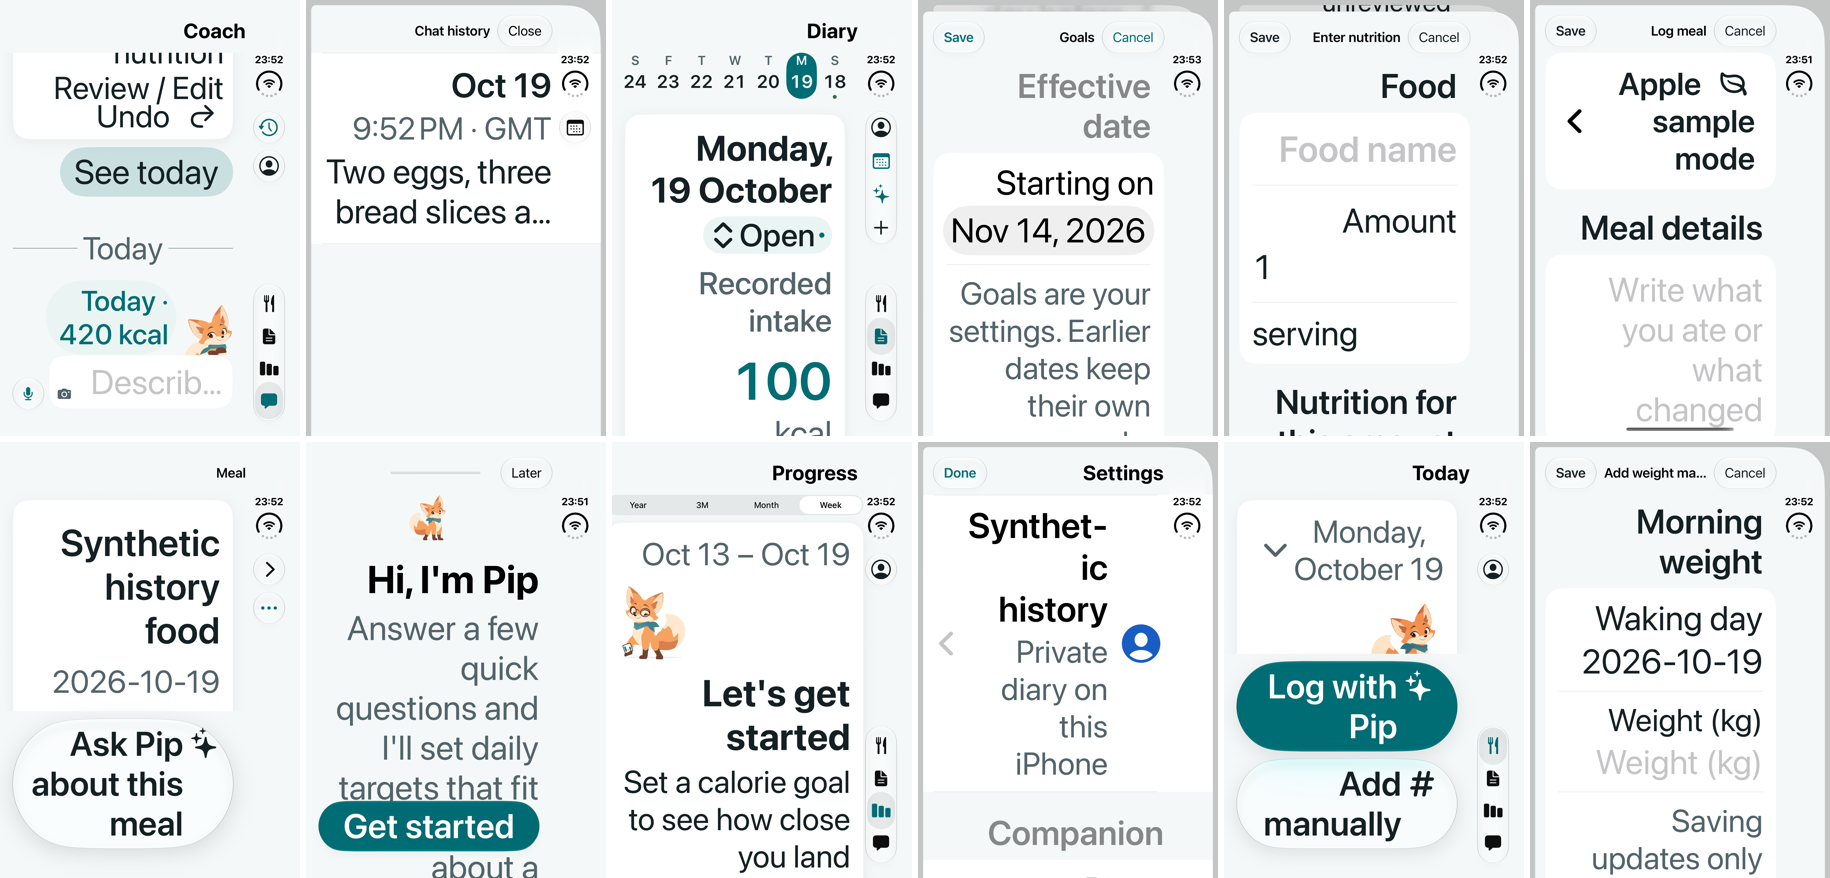 Coach
23:52
nutrition
Review / Edit
Undo
See today
Today
Today ·
420 kcal
Describ...
Chat history
Close
23:52
Oct 19
9:52 PM · GMT
Two eggs, three
bread slices a...
Diary
S F T W T M S
24 23 22 21 20 19 18
23:52
Monday,
19 October
Open
Recorded
intake
100
kcal
Save
Goals
Cancel
23:53
Effective
date
Starting on
Nov 14, 2026
Goals are your
settings. Earlier
dates keep
their own
unreviewed
Save
Enter nutrition
Cancel
23:52
Food
Food name
Amount
1
serving
Nutrition for
this amount
Save
Log meal
Cancel
23:51
Apple
sample
mode
Meal details
Write what
you ate or
what
changed
Meal
23:52
Synthetic
history
food
2026-10-19
Ask Pip
about this
meal
Later
23:51
Hi, I'm Pip
Answer a few
quick
questions and
I'll set daily
targets that fit
Get started
about a
Progress
Year 3M Month Week
23:52
Oct 13 – Oct 19
Let's get
started
Set a calorie goal
to see how close
you land
Done
Settings
23:52
Synthet-
ic
history
Private
diary on
this
iPhone
Companion
Today
23:52
Monday,
October 19
Log with
Pip
Add #
manually
Save
Add weight ma...
Cancel
23:52
Morning
weight
Waking day
2026-10-19
Weight (kg)
Weight (kg)
Saving
updates only